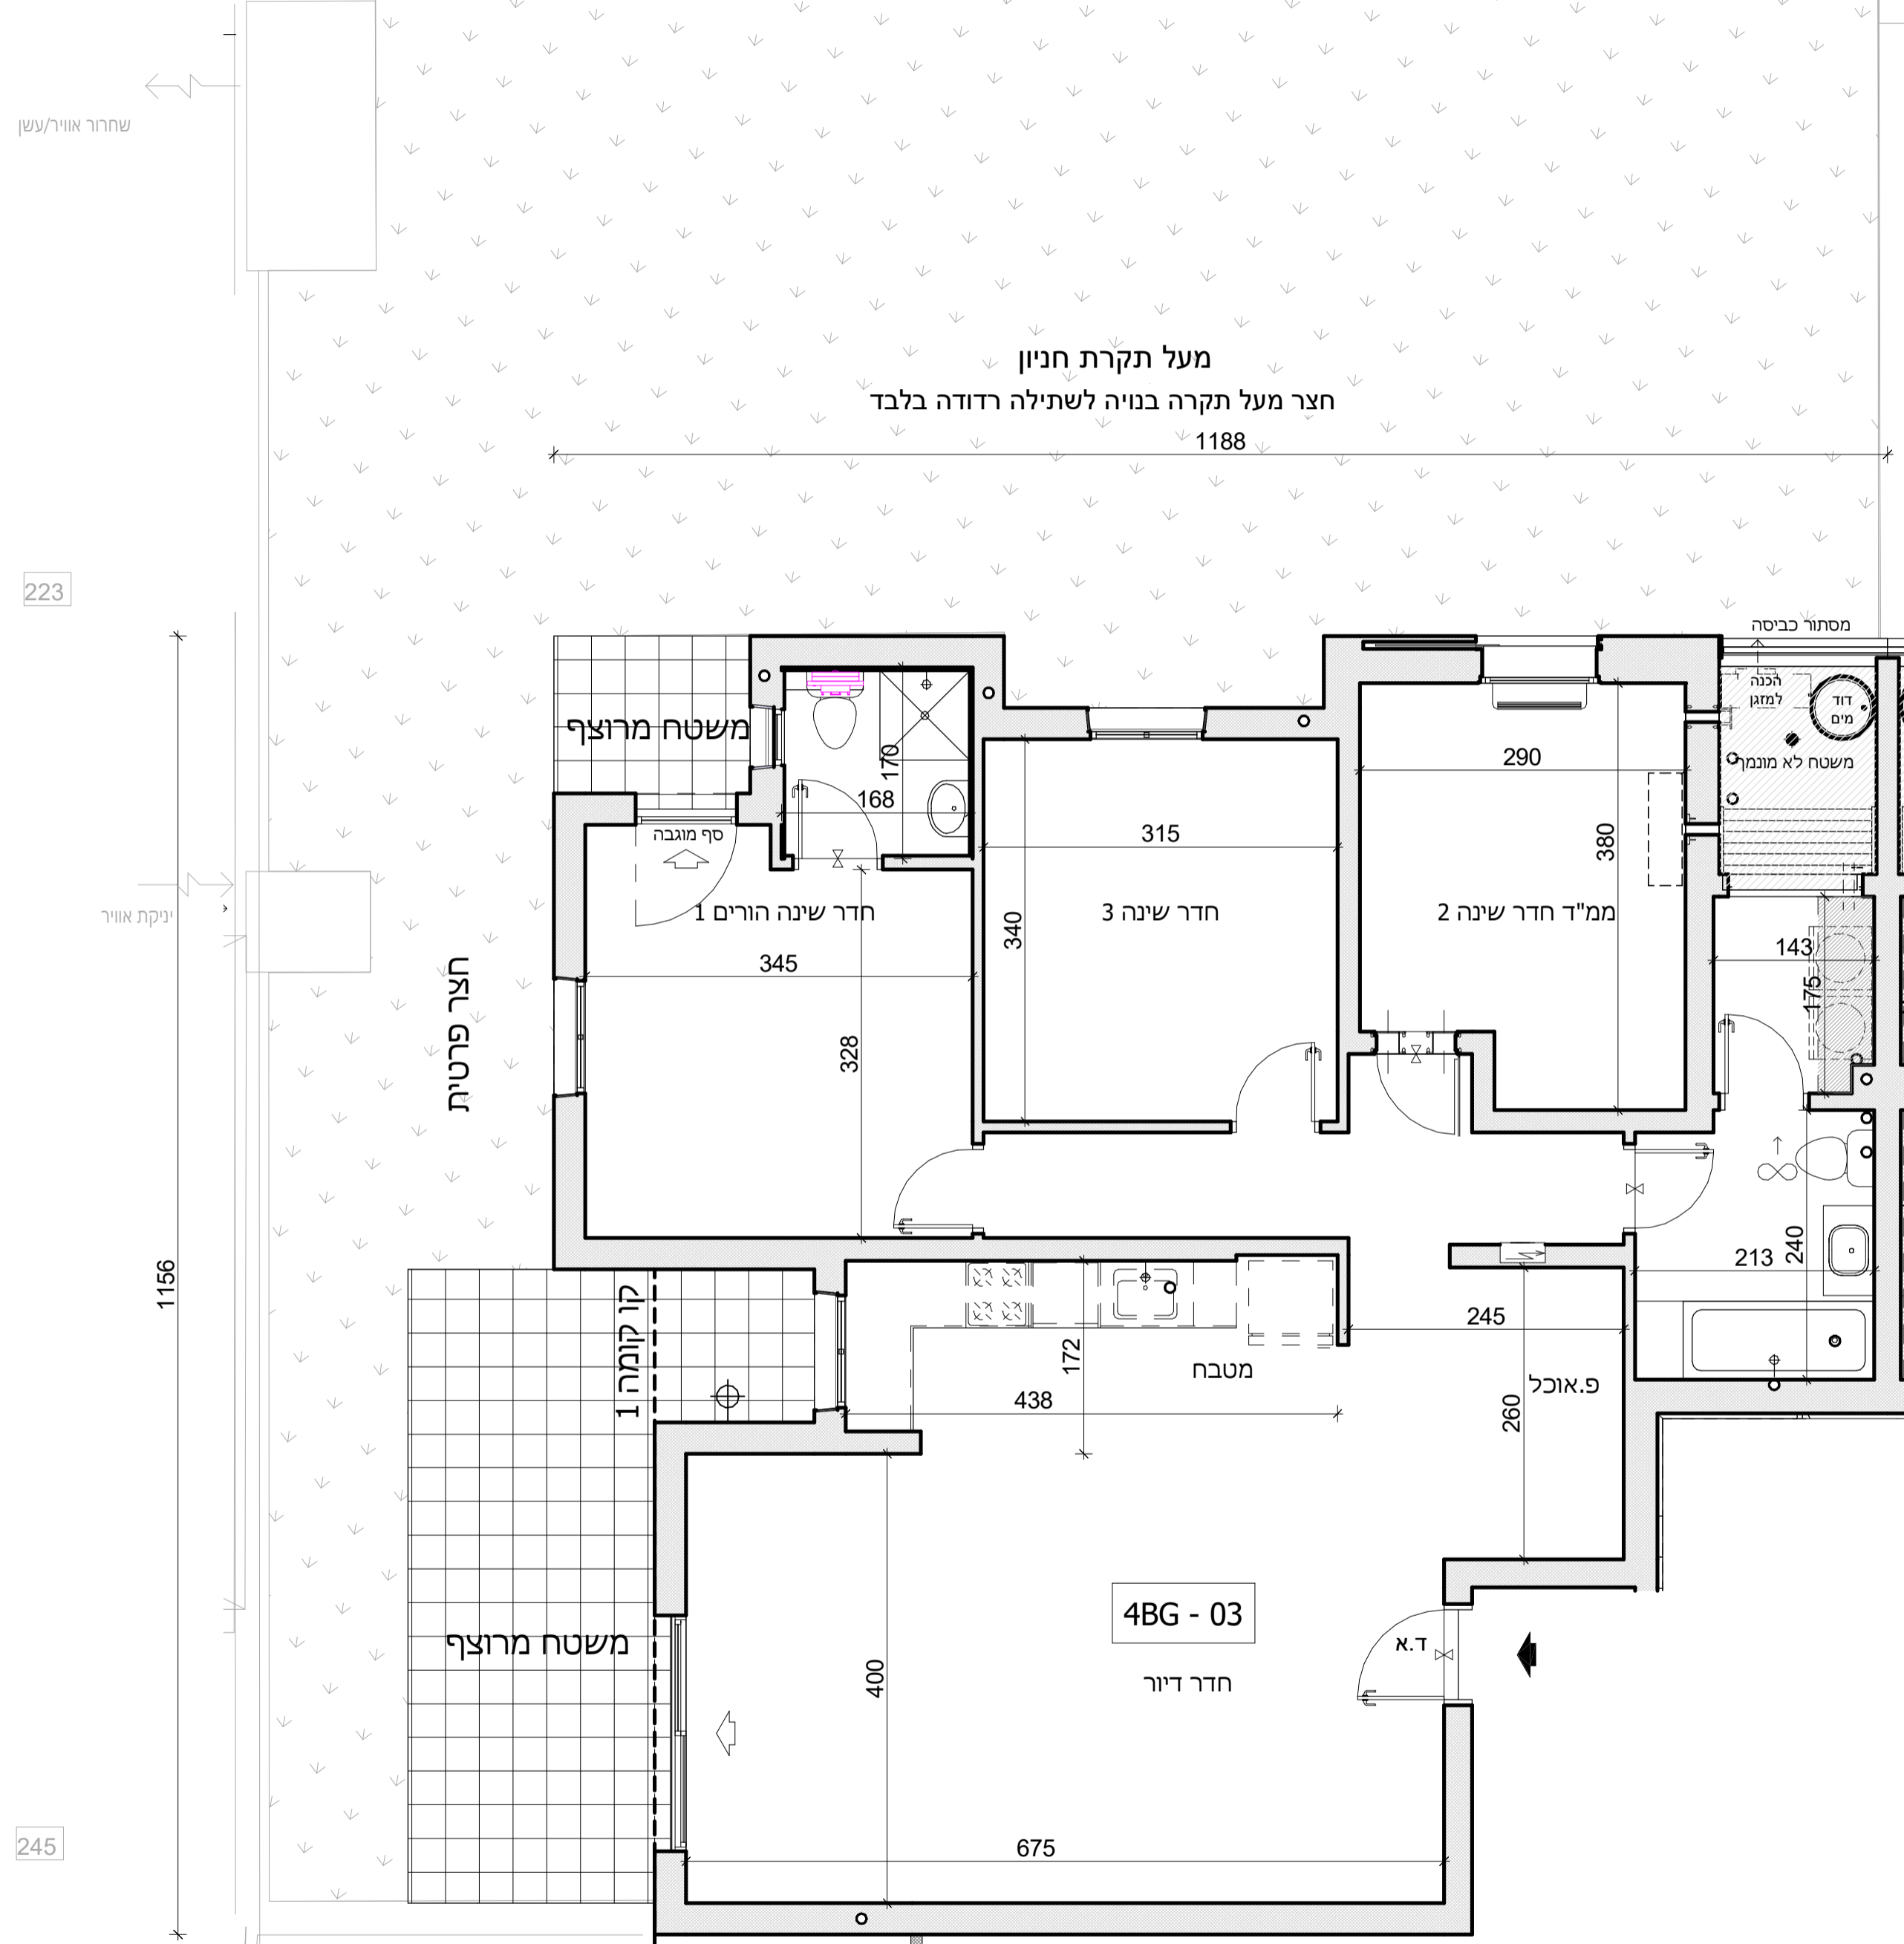 שחרור אוויר/עשן
מעל תקרת חניון
חצר מעל תקרה בנויה לשתילה רדודה בלבד
1188
223
מסתור כביסה
הכנה
למזגן
דוד
מים
משטח לא מונמך
משטח מרוצף
170
168
290
315
380
סף מוגבה
יניקת אוויר
חדר שינה הורים 1
חדר שינה 3
ממ"ד חדר שינה 2
340
345
143
175
חצר פרטית
328
1156
213
240
קו קומה 1
245
172
מטבח
438
פ.אוכל
260
4BG - 03
משטח מרוצף
ד.א
חדר דיור
400
675
245